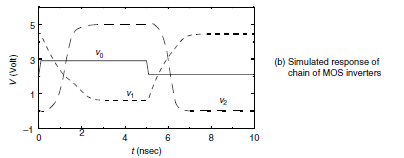 5
3
1
−1
V (Volt)
v0
v1
v2
0 2 4 6 8 10
t (nsec)
(b) Simulated response of
chain of MOS inverters